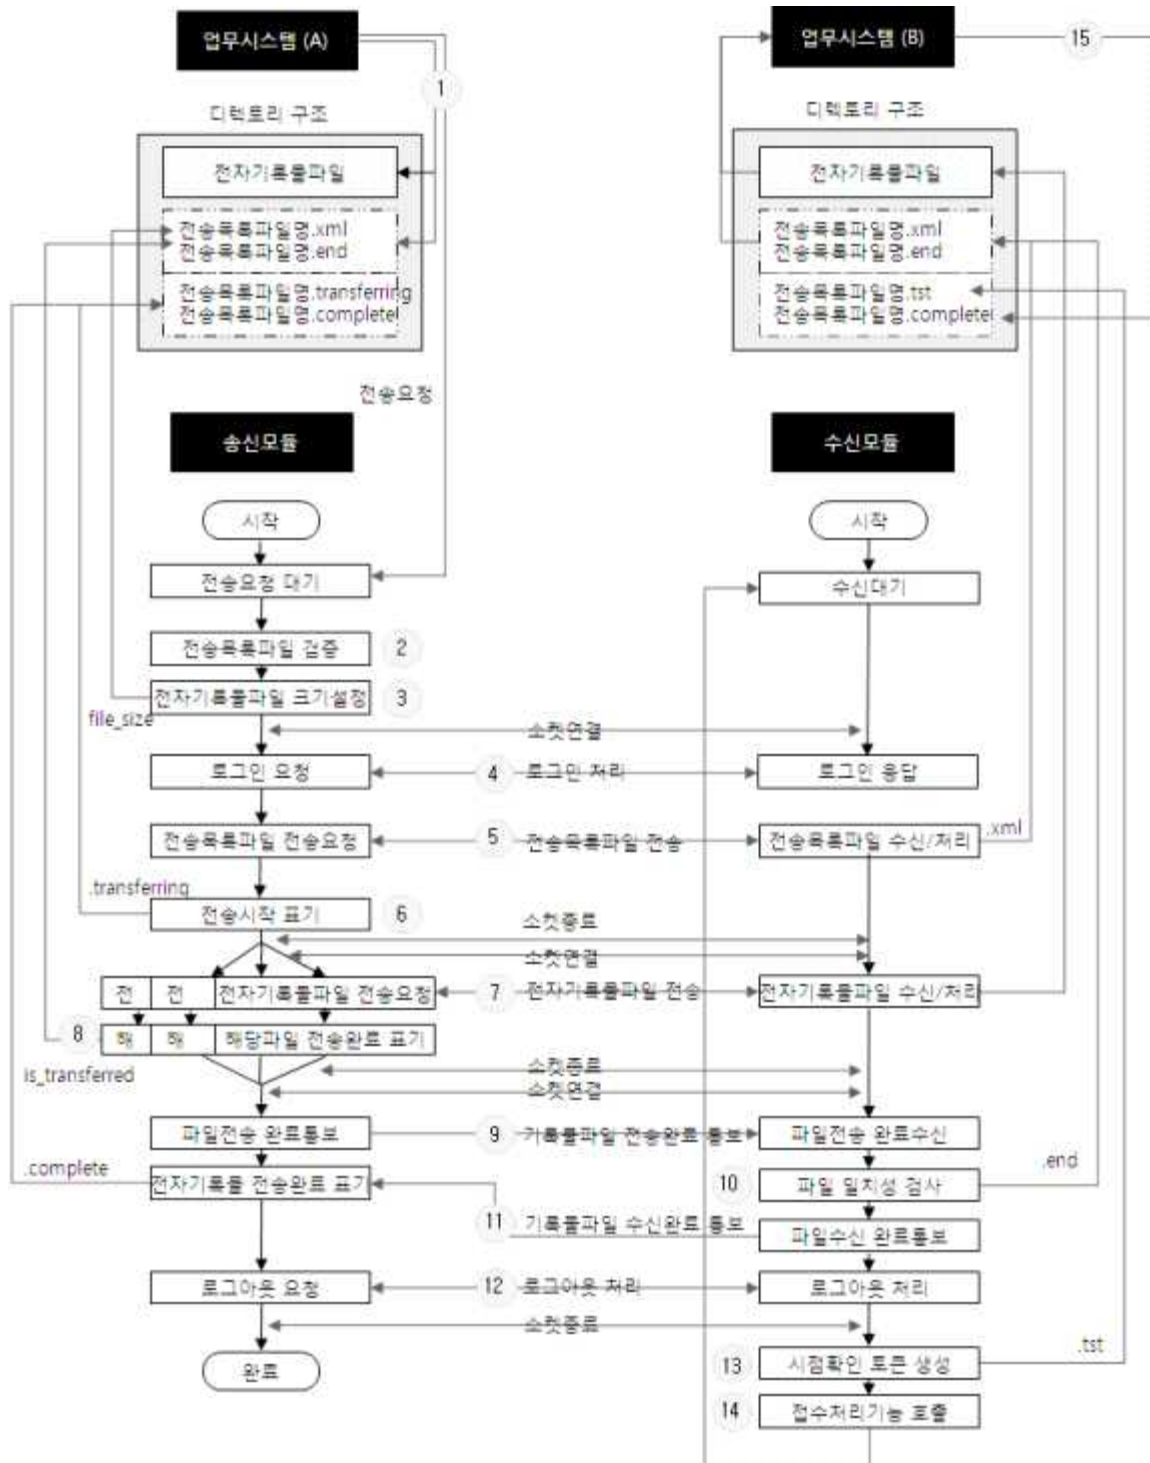 업무시스템 (A)
업무시스템 (B)
15
1
디렉토리 구조
디렉토리 구조
전자기록물파일
전자기록물파일
전송목록파일명.xml
전송목록파일명.end
전송목록파일명.xml
전송목록파일명.end
전송목록파일명.transferring
전송목록파일명.complete
전송목록파일명.tst
전송목록파일명.complete
전송요청
송신모듈
수신모듈
시작
시작
전송요청 대기
수신대기
전송목록파일 검증
2
전자기록물파일 크기설정
3
file_size
소켓연결
로그인 요청
4
로그인 처리
로그인 응답
전송목록파일 전송요청
5
전송목록파일 전송
전송목록파일 수신/처리
.xml
.transferring
전송시작 표기
6
소켓종료
소켓연결
전
전
전자기록물파일 전송요청
7
전자기록물파일 전송
전자기록물파일 수신/처리
8
해
해
해당파일 전송완료 표기
is_transferred
소켓종료
소켓연결
파일전송 완료통보
9
기록물파일 전송완료 통보
파일전송 완료수신
.complete
.end
전자기록물 전송완료 표기
10
파일 일치성 검사
11
기록물파일 수신완료 통보
파일수신 완료통보
로그아웃 요청
12
로그아웃 처리
로그아웃 처리
소켓종료
.tst
완료
13
시점확인 토큰 생성
14
접수처리기능 호출